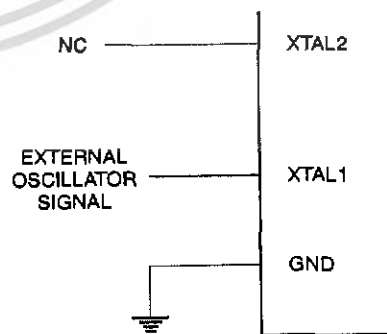 NC
XTAL2
EXTERNAL
OSCILLATOR
SIGNAL
XTAL1
GND